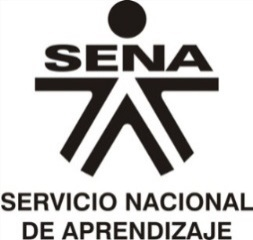 SENA
SERVICIO NACIONAL
DE APRENDIZAJE